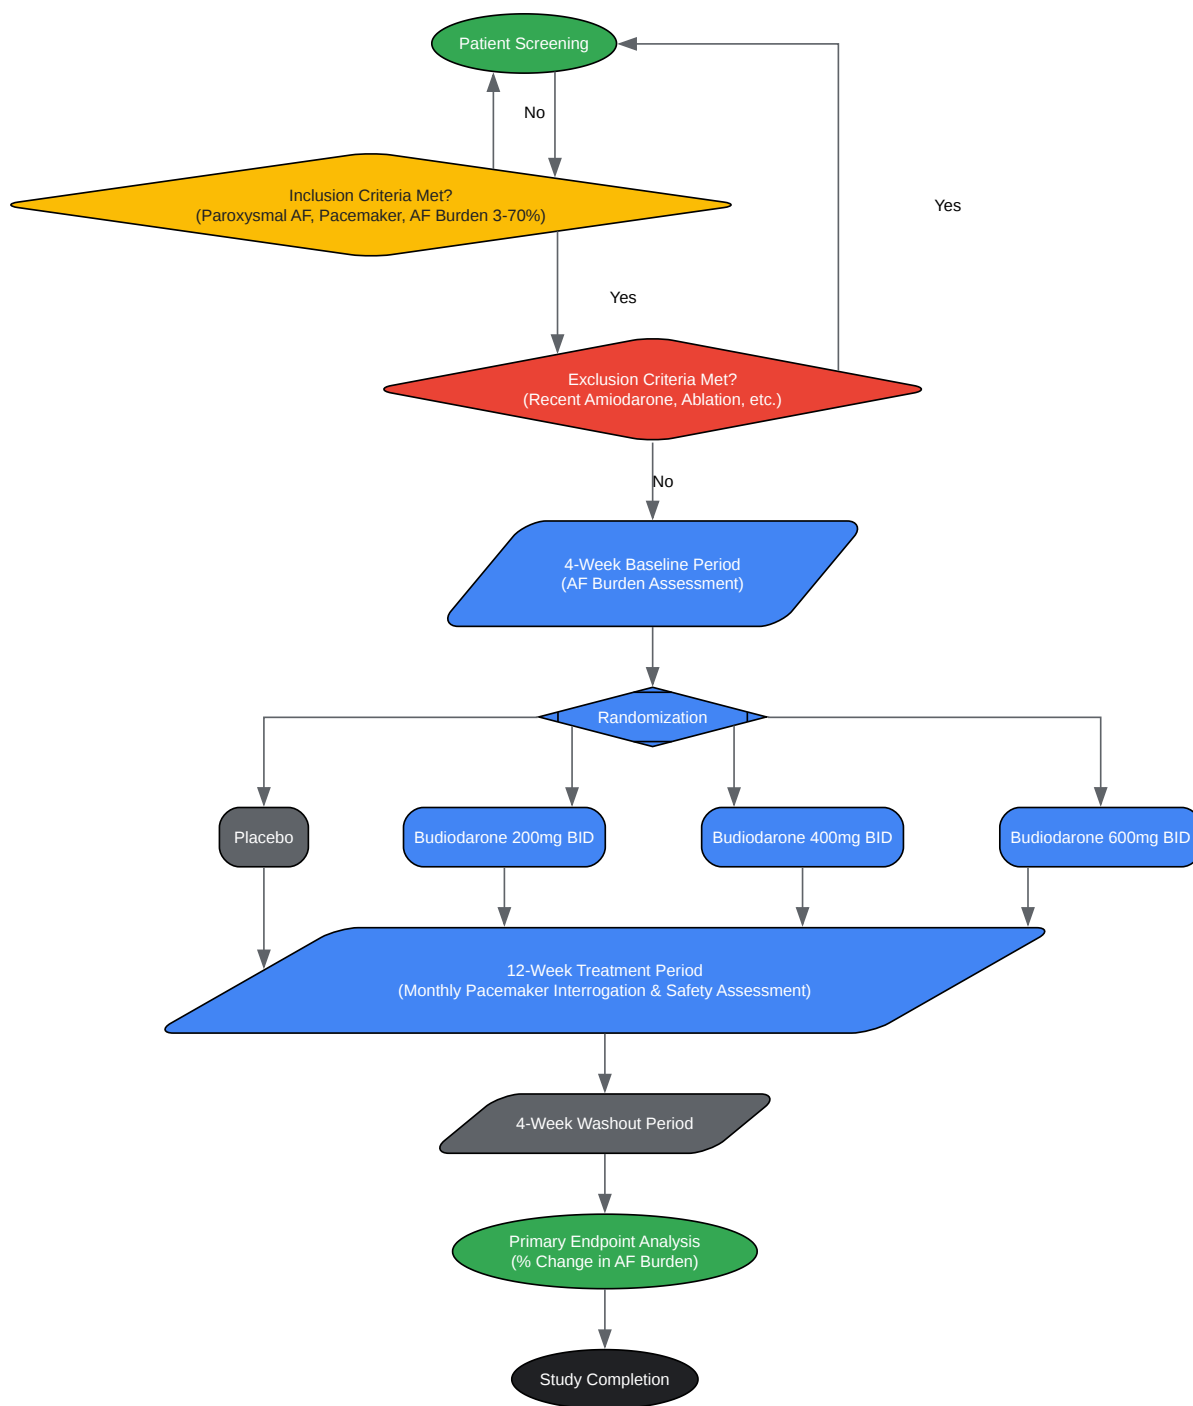 Patient Screening
No
Inclusion Criteria Met?
(Paroxysmal AF, Pacemaker, AF Burden 3-70%)
Yes
Yes
Exclusion Criteria Met?
(Recent Amiodarone, Ablation, etc.)
No
4-Week Baseline Period
(AF Burden Assessment)
Randomization
Placebo
Budiodarone 200mg BID
Budiodarone 400mg BID
Budiodarone 600mg BID
12-Week Treatment Period
(Monthly Pacemaker Interrogation & Safety Assessment)
4-Week Washout Period
Primary Endpoint Analysis
(% Change in AF Burden)
Study Completion